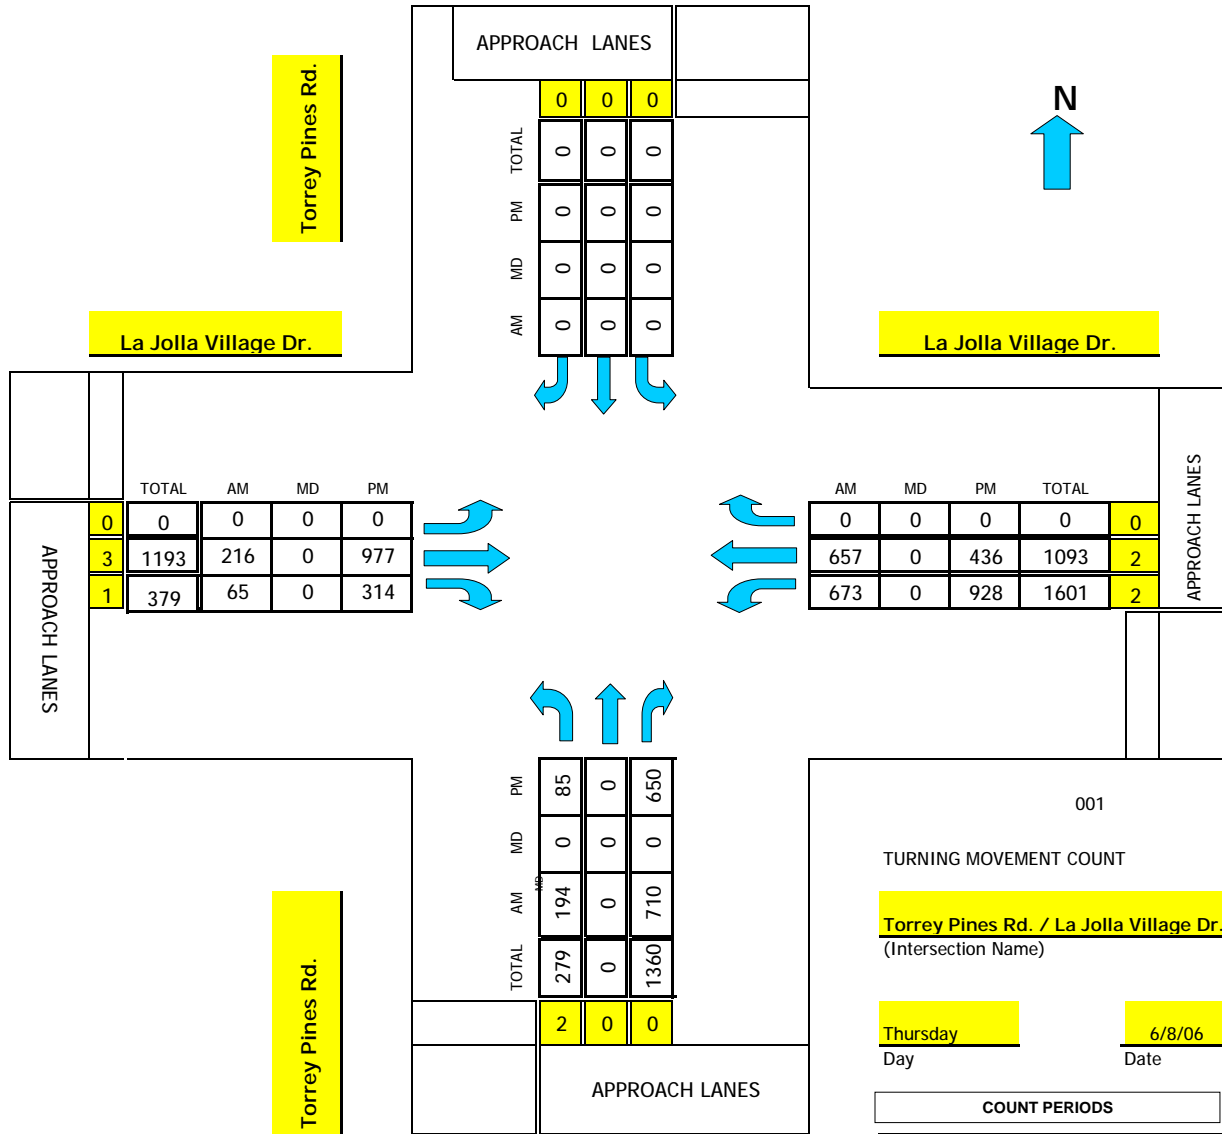 APPROACH LANES
Torrey Pines Rd.
0 0 0
N
TOTAL 0 0 0
PM 0 0 0
MD 0 0 0
AM 0 0 0
La Jolla Village Dr.
La Jolla Village Dr.
TOTAL AM MD PM
0 0 0 0 0
3 1193 216 0 977
1 379 65 0 314
APPROACH LANES
AM MD PM TOTAL
0 0 0 0 0
657 0 436 1093 2
673 0 928 1601 2
APPROACH LANES
PM 85 0 650
MD 0 0 0
MD
AM 194 0 710
TOTAL 279 0 1360
2 0 0
APPROACH LANES
Torrey Pines Rd.
001
TURNING MOVEMENT COUNT
Torrey Pines Rd. / La Jolla Village Dr.
(Intersection Name)
Thursday 6/8/06
Day Date
COUNT PERIODS